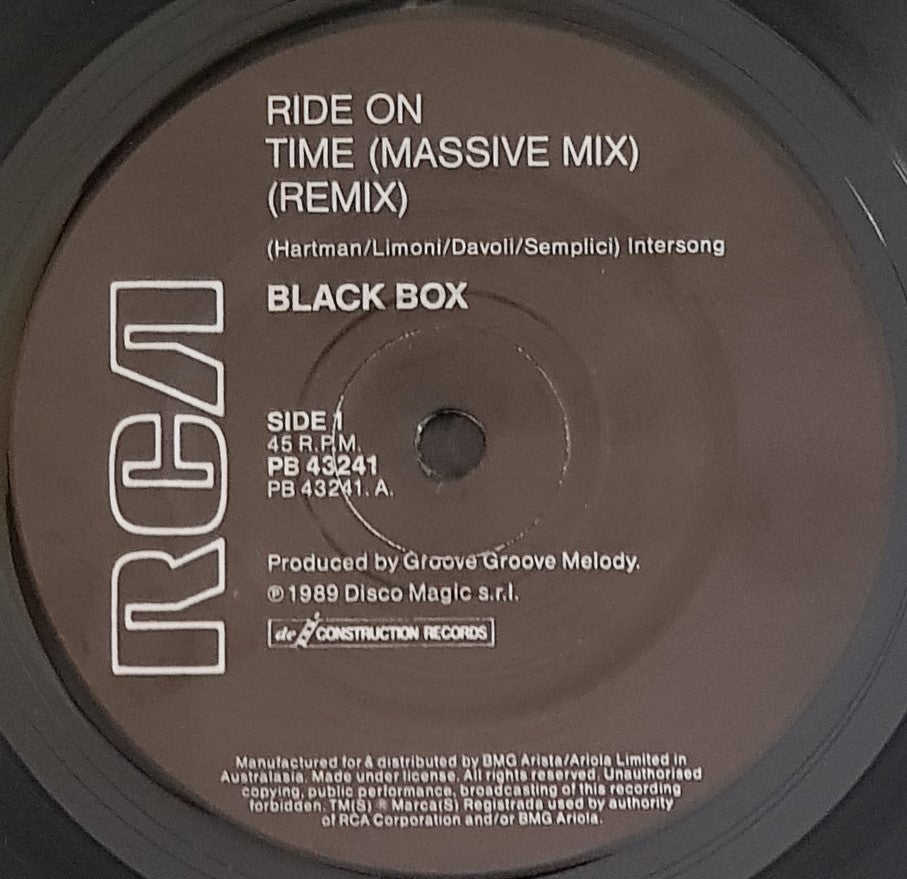 RIDE ON
TIME (MASSIVE MIX)
(REMIX)
(Hartman/Limoni/Davoli/Semplici) Intersong
BLACK BOX
RCA
SIDE 1
45 R.P.M.
PB 43241
PB 43241. A.
Produced by Groove Groove Melody.
℗ 1989 Disco Magic s.r.l.
de CONSTRUCTION RECORDS
Manufactured for & distributed by BMG Arista/Ariola Limited in
Australasia. Made under license. All rights reserved. Unauthorised
copying, public performance, broadcasting of this recording
forbidden. TM(S) ® Marca(S) Registrada used by authority
of RCA Corporation and/or BMG Ariola.